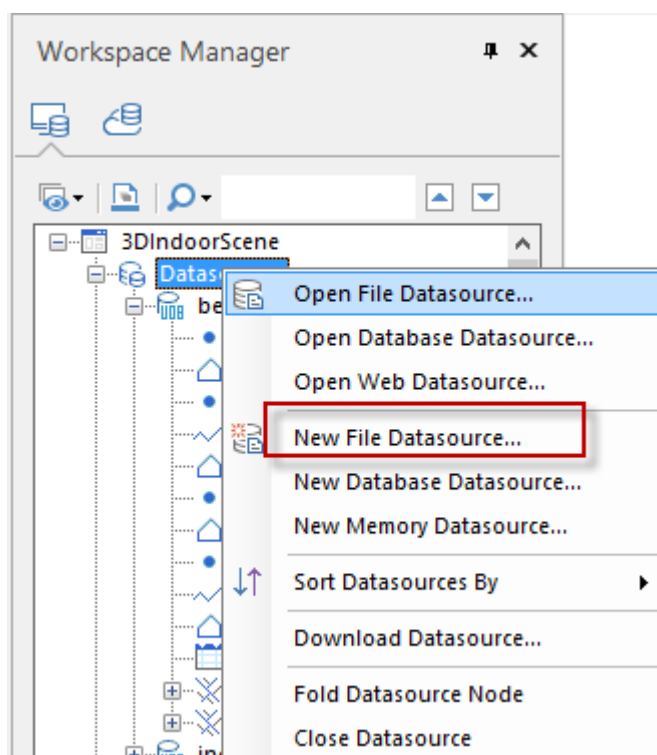 Workspace Manager
3DIndoorScene
Open File Datasource...
Open Database Datasource...
Open Web Datasource...
New File Datasource...
New Database Datasource...
New Memory Datasource...
Sort Datasources By
Download Datasource...
Fold Datasource Node
Close Datasource